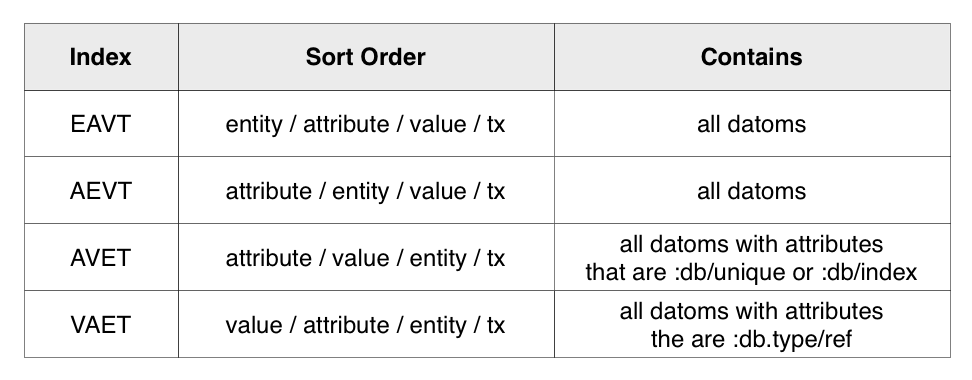 Index Sort Order Contains
EAVT entity / attribute / value / tx all datoms
AEVT attribute / entity / value / tx all datoms
AVET attribute / value / entity / tx all datoms with attributes
that are :db/unique or :db/index
VAET value / attribute / entity / tx all datoms with attributes
the are :db.type/ref